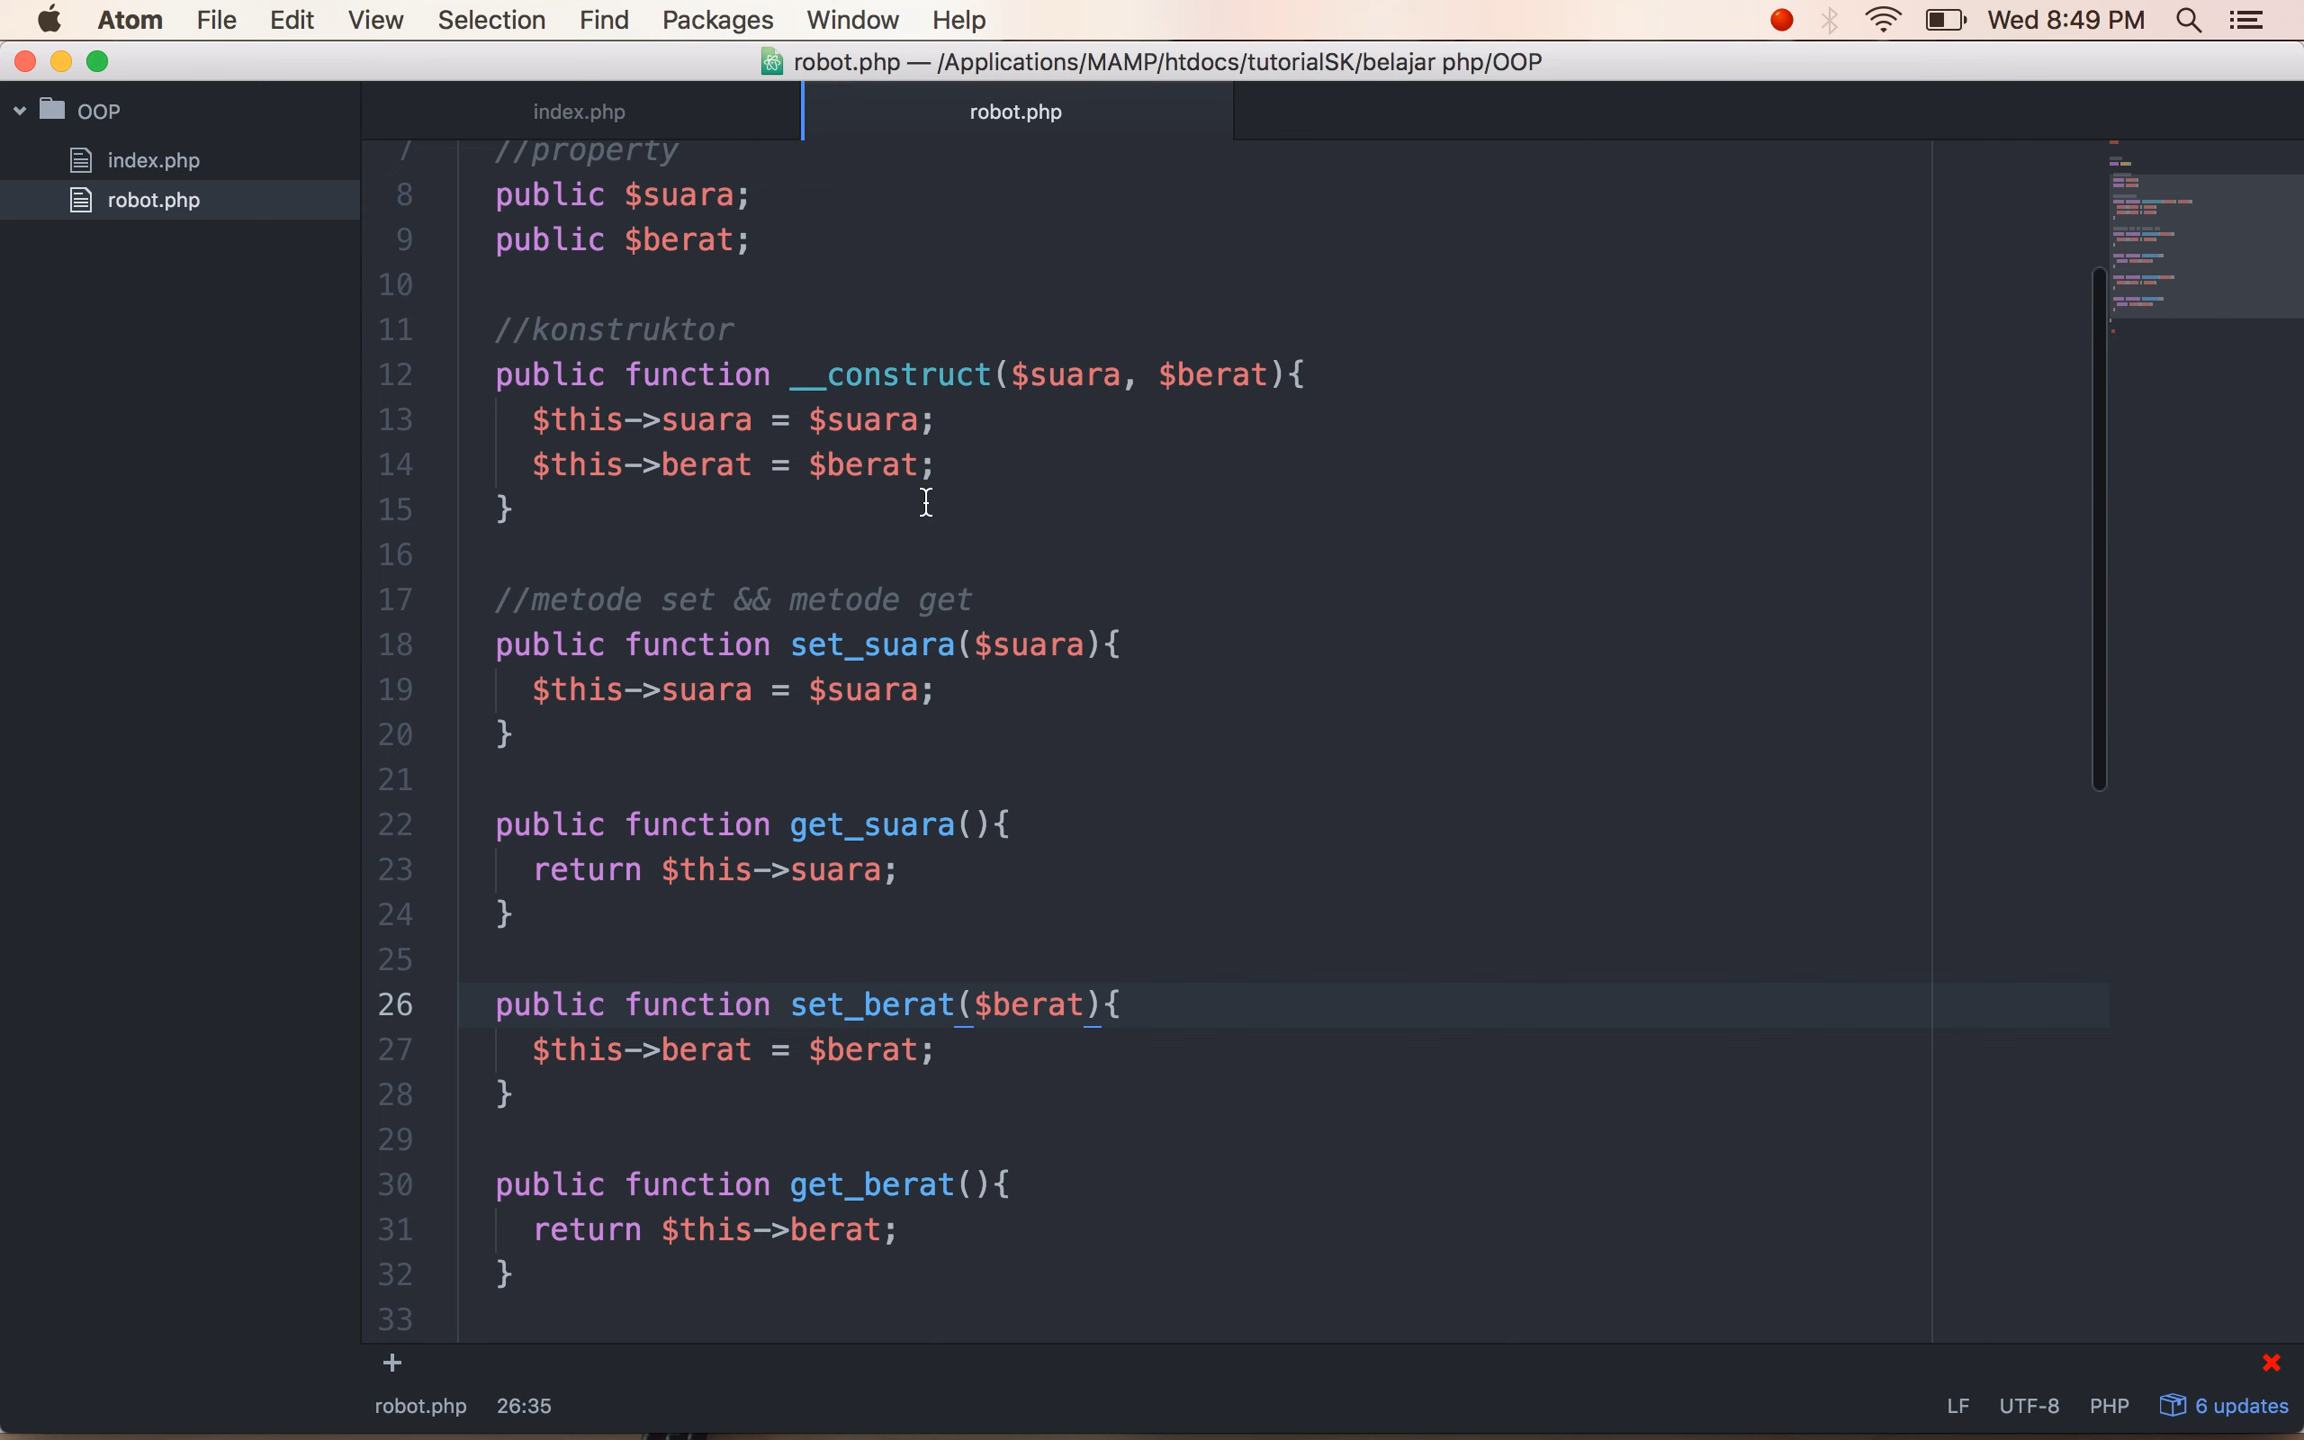 Atom File Edit View Selection Find Packages Window Help Wed 8:49 PM
robot.php — /Applications/MAMP/htdocs/tutorialSK/belajar php/OOP
OOP
index.php
robot.php
index.php robot.php
7 //property
8 public $suara;
9 public $berat;
10
11 //konstruktor
12 public function __construct($suara, $berat){
13 $this->suara = $suara;
14 $this->berat = $berat;
15 }
16
17 //metode set && metode get
18 public function set_suara($suara){
19 $this->suara = $suara;
20 }
21
22 public function get_suara(){
23 return $this->suara;
24 }
25
26 public function set_berat($berat){
27 $this->berat = $berat;
28 }
29
30 public function get_berat(){
31 return $this->berat;
32 }
33
robot.php 26:35 LF UTF-8 PHP 6 updates